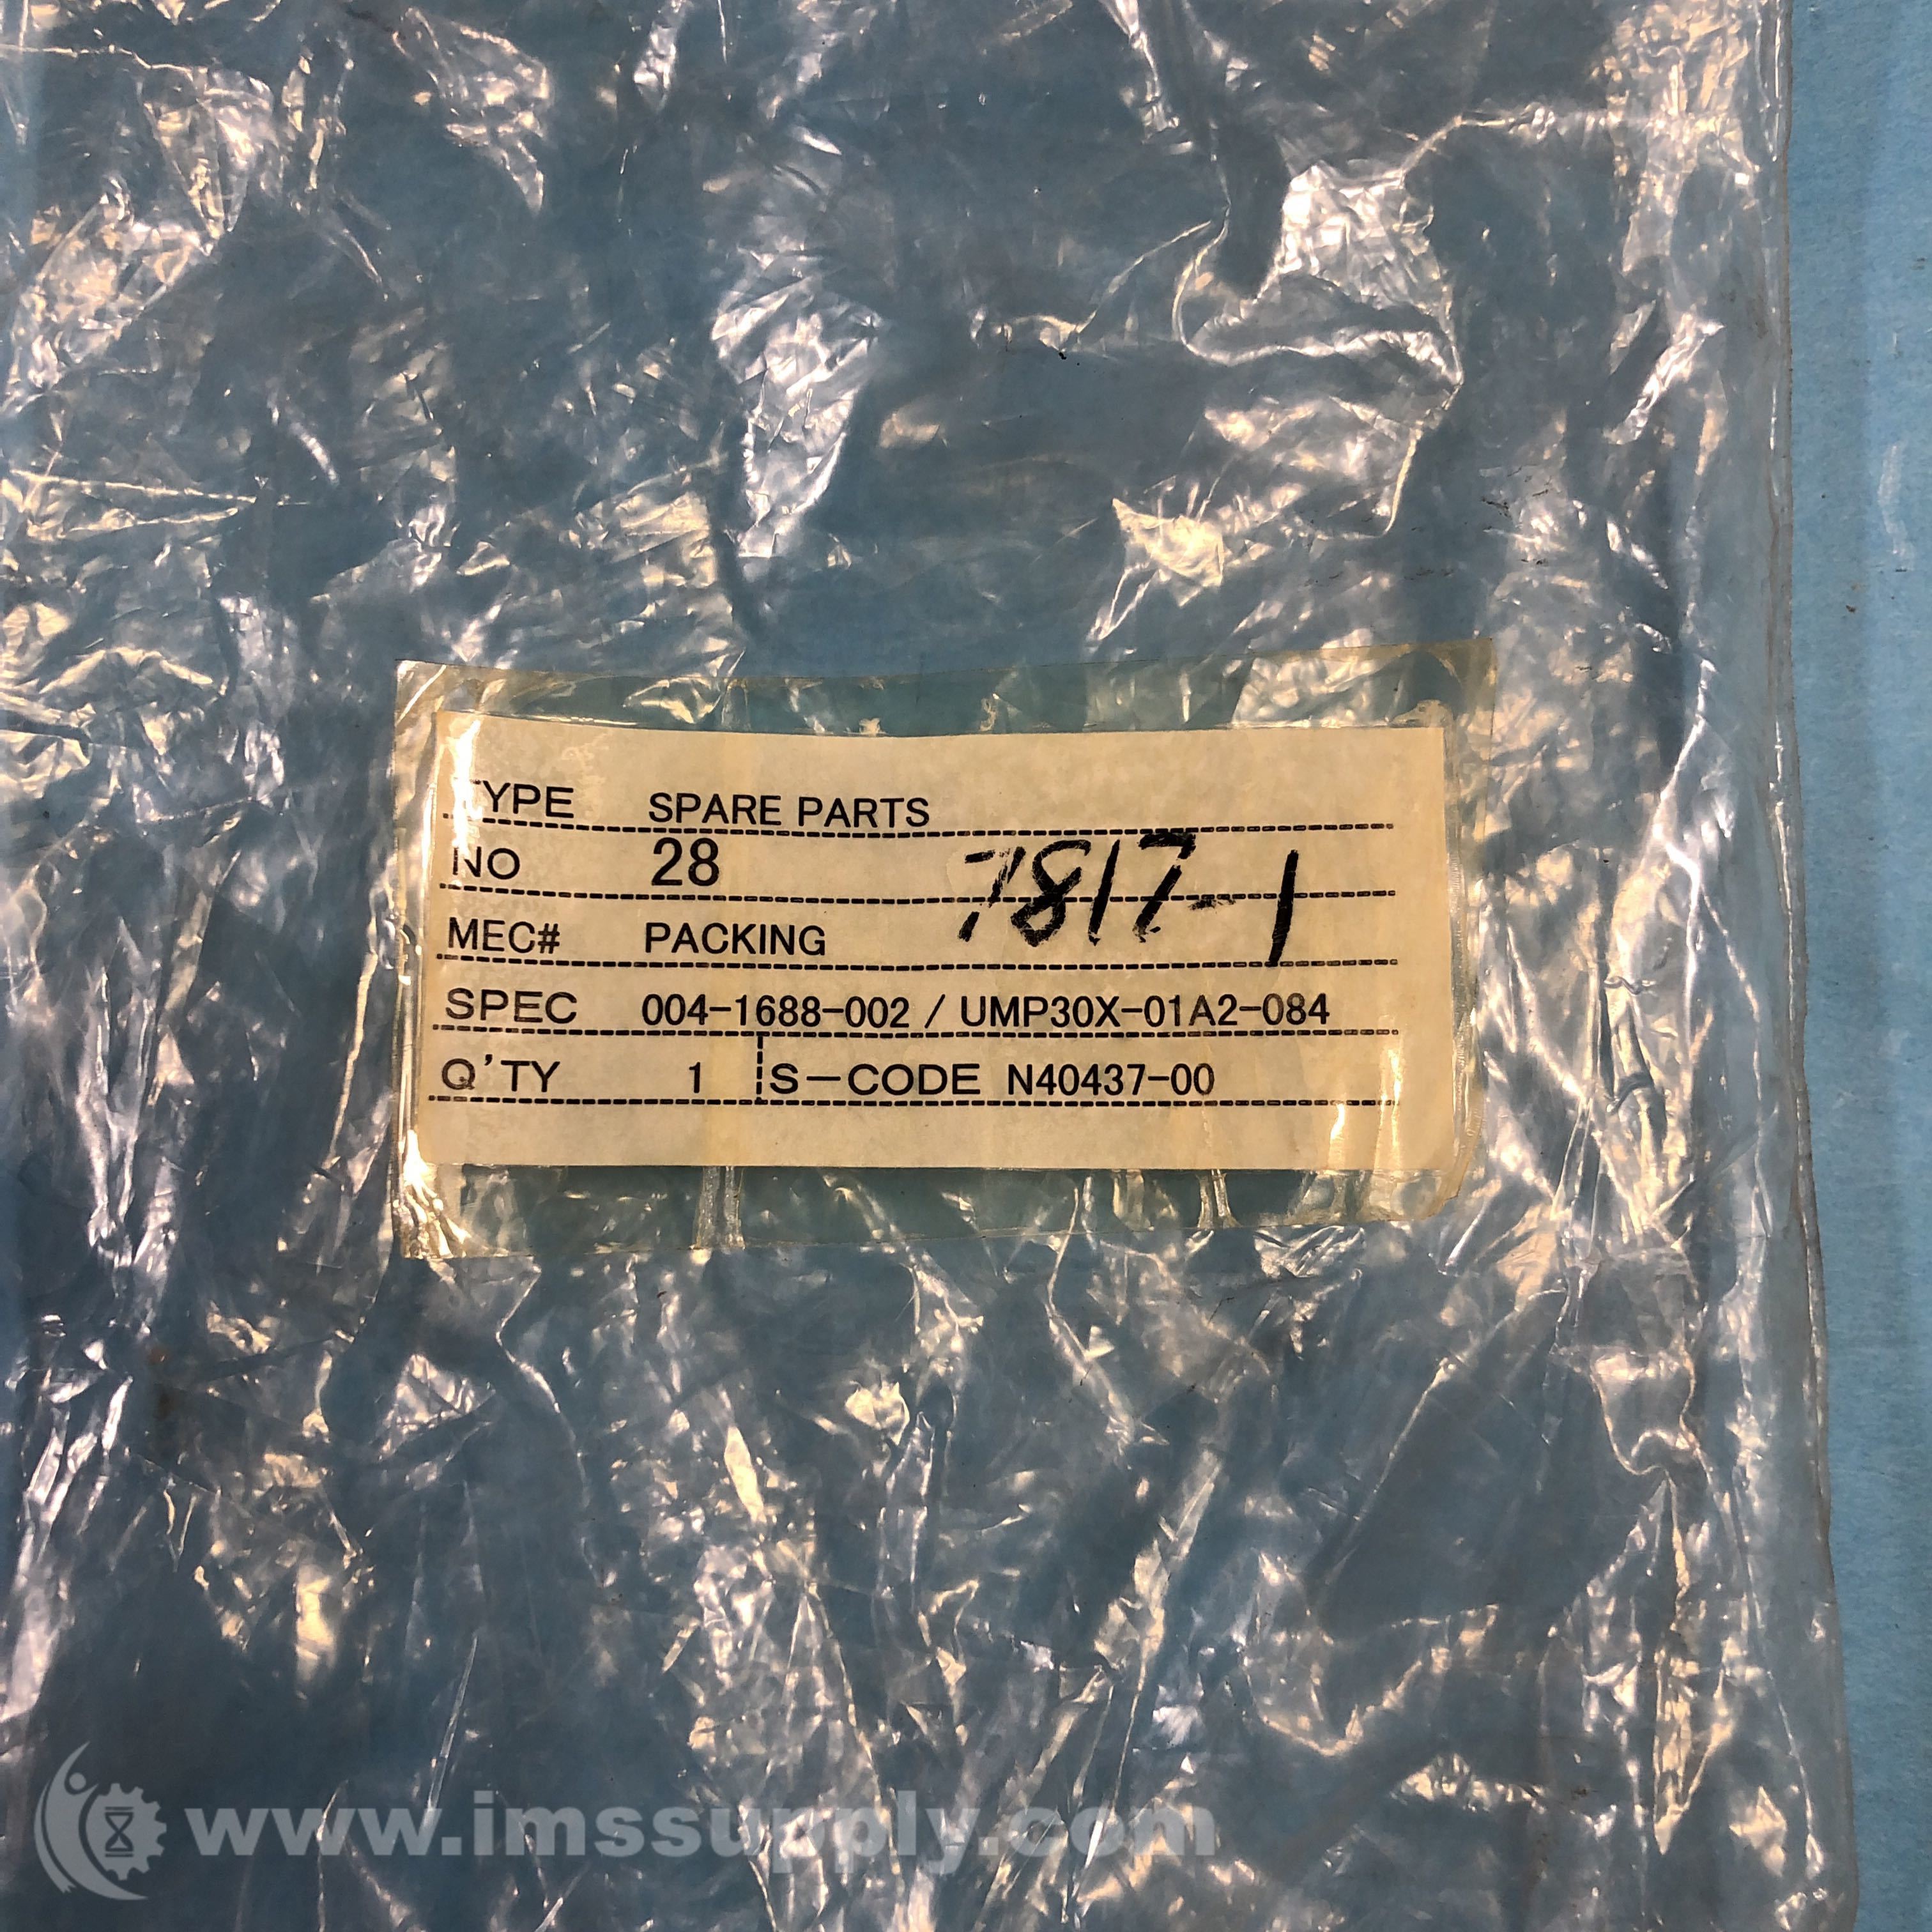 TYPE SPARE PARTS
NO 28 7817-1
MEC# PACKING
SPEC 004-1688-002 / UMP30X-01A2-084
Q'TY 1 S-CODE N40437-00
www.imssupply.com